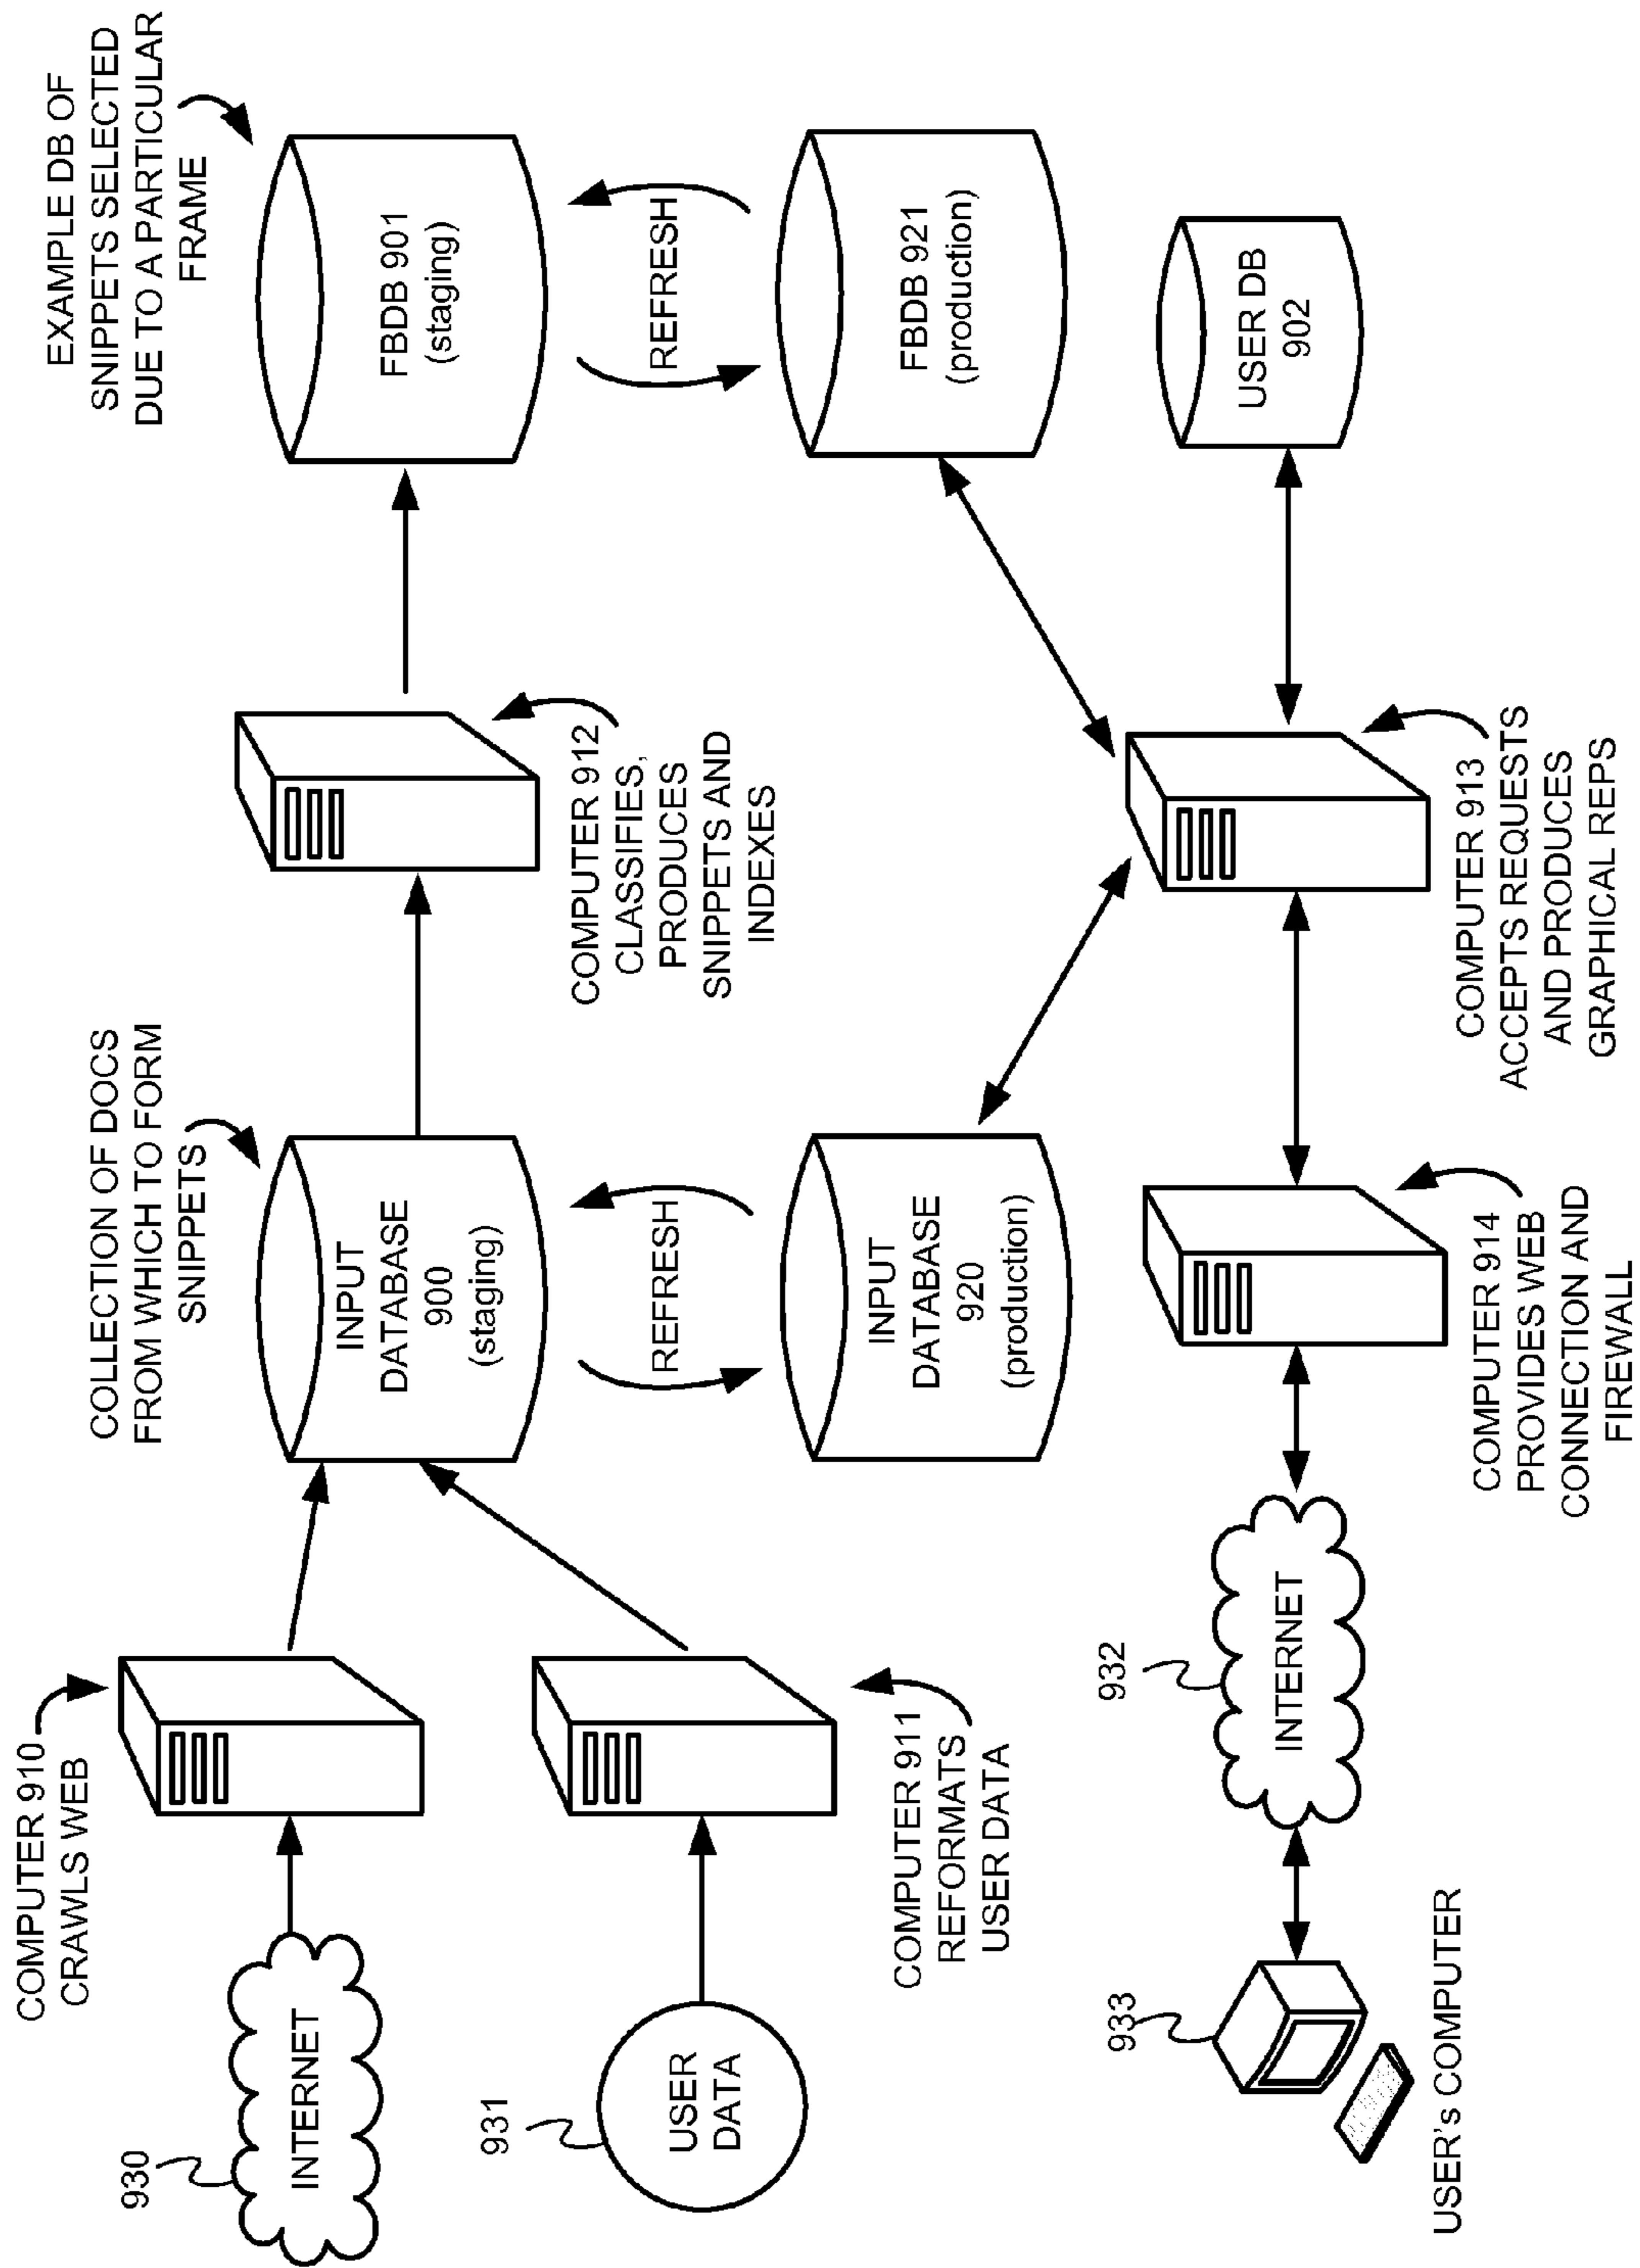 COMPUTER 910
CRAWLS WEB
930
INTERNET
931
USER
DATA
COMPUTER 911
REFORMATS
USER DATA
COLLECTION OF DOCS
FROM WHICH TO FORM
SNIPPETS
INPUT
DATABASE
900
(staging)
REFRESH
INPUT
DATABASE
920
(production)
COMPUTER 912
CLASSIFIES,
PRODUCES
SNIPPETS AND
INDEXES
EXAMPLE DB OF
SNIPPETS SELECTED
DUE TO A PARTICULAR
FRAME
FBDB 901
(staging)
REFRESH
FBDB 921
(production)
USER DB
902
933
USER's COMPUTER
932
INTERNET
COMPUTER 914
PROVIDES WEB
CONNECTION AND
FIREWALL
COMPUTER 913
ACCEPTS REQUESTS
AND PRODUCES
GRAPHICAL REPS